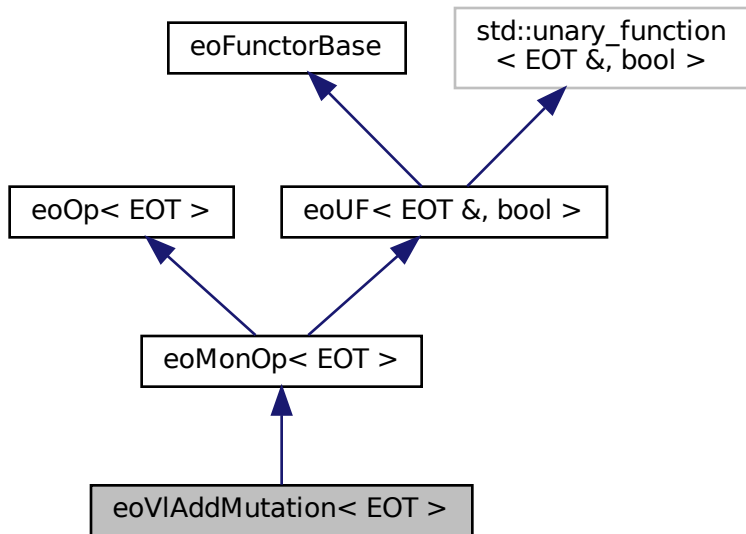 eoFunctorBase
std::unary_function
< EOT &, bool >
eoOp< EOT >
eoUF< EOT &, bool >
eoMonOp< EOT >
eoVlAddMutation< EOT >